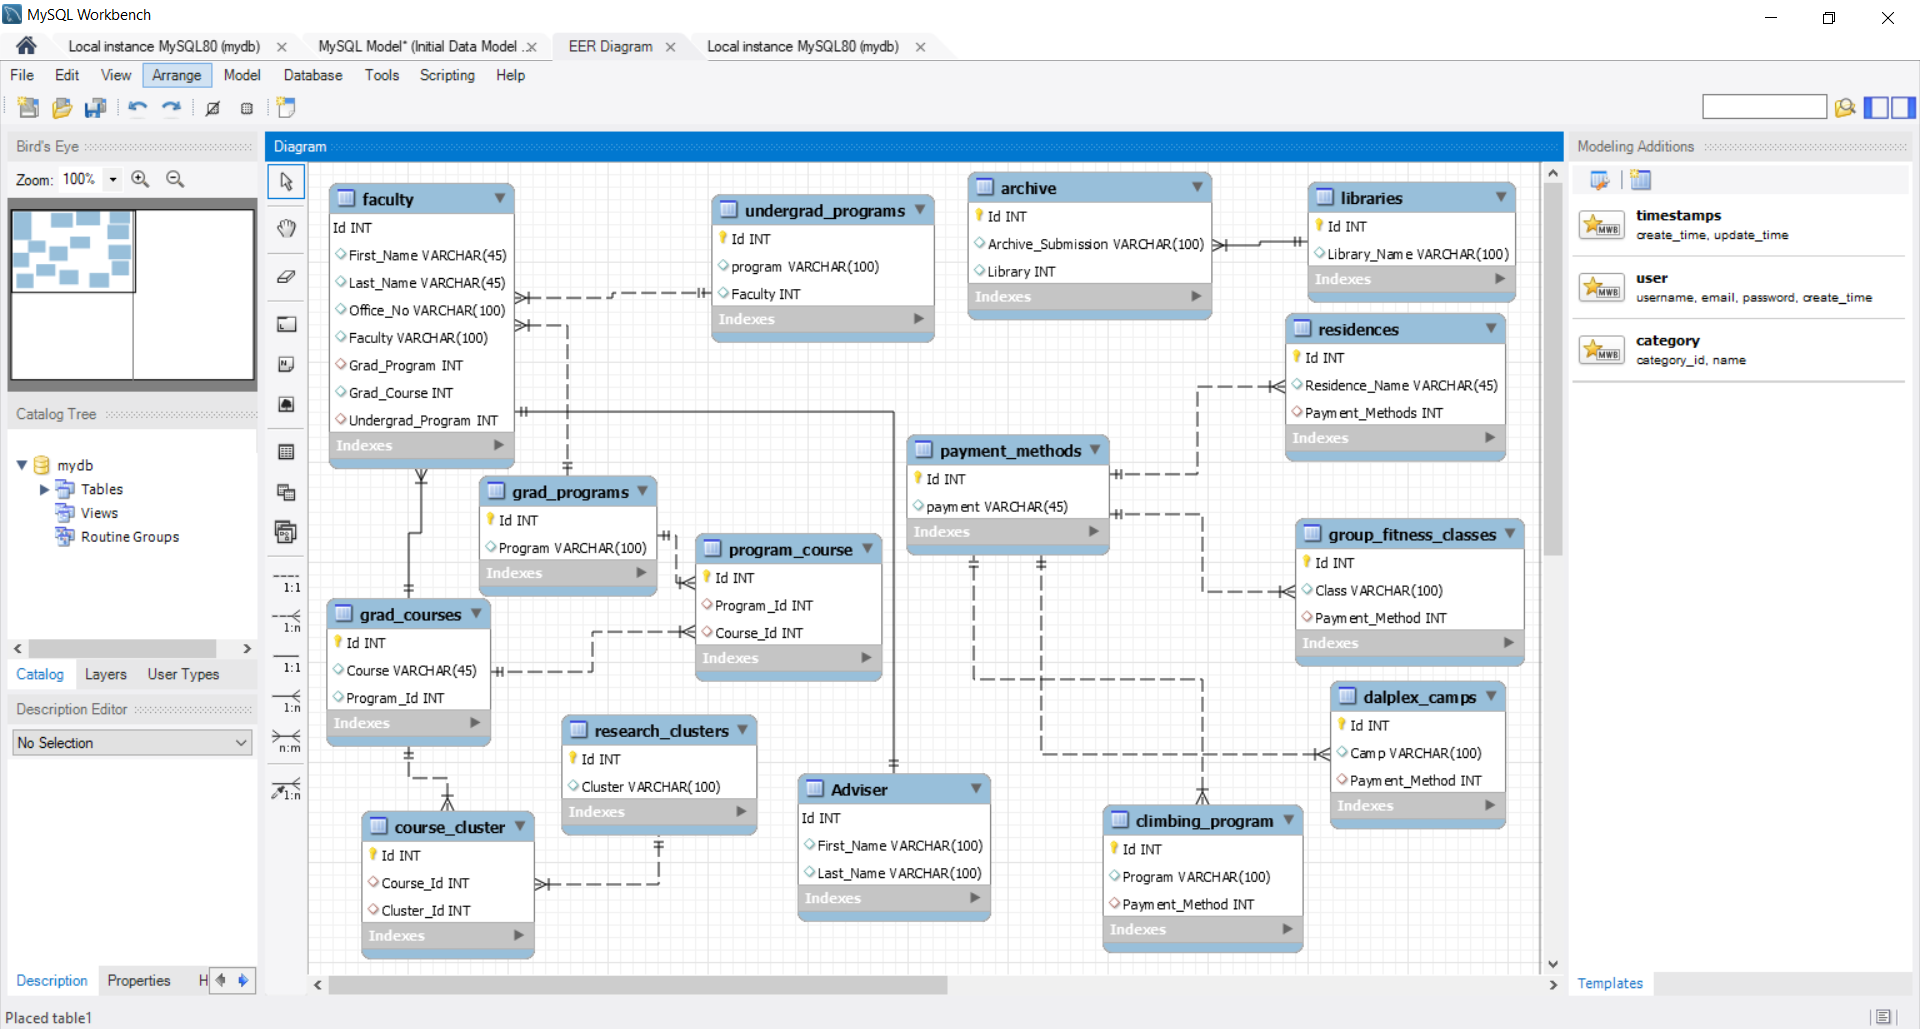 MySQL Workbench
Local instance MySQL80 (mydb)
MySQL Model* (Initial Data Model .
EER Diagram
Local instance MySQL80 (mydb)
File Edit View Arrange Model Database Tools Scripting Help
Bird's Eye
Zoom: 100%
Catalog Tree
mydb
Tables
Views
Routine Groups
Catalog Layers User Types
Description Editor
No Selection
Description Properties H
Placed table1
Diagram
1:1
1:n
1:1
1:n
n:m
1:n
faculty
Id INT
First_Name VARCHAR(45)
Last_Name VARCHAR(45)
Office_No VARCHAR(100)
Faculty VARCHAR(100)
Grad_Program INT
Grad_Course INT
Undergrad_Program INT
Indexes
undergrad_programs
Id INT
program VARCHAR(100)
Faculty INT
Indexes
archive
Id INT
Archive_Submission VARCHAR(100)
Library INT
Indexes
libraries
Id INT
Library_Name VARCHAR(100)
Indexes
residences
Id INT
Residence_Name VARCHAR(45)
Payment_Methods INT
Indexes
payment_methods
Id INT
payment VARCHAR(45)
Indexes
grad_programs
Id INT
Program VARCHAR(100)
Indexes
program_course
Id INT
Program_Id INT
Course_Id INT
Indexes
group_fitness_classes
Id INT
Class VARCHAR(100)
Payment_Method INT
Indexes
grad_courses
Id INT
Course VARCHAR(45)
Program_Id INT
Indexes
dalplex_camps
Id INT
Camp VARCHAR(100)
Payment_Method INT
Indexes
research_clusters
Id INT
Cluster VARCHAR(100)
Indexes
Adviser
Id INT
First_Name VARCHAR(100)
Last_Name VARCHAR(100)
Indexes
course_cluster
Id INT
Course_Id INT
Cluster_Id INT
Indexes
climbing_program
Id INT
Program VARCHAR(100)
Payment_Method INT
Indexes
Modeling Additions
MWB
timestamps
create_time, update_time
MWB
user
username, email, password, create_time
MWB
category
category_id, name
Templates